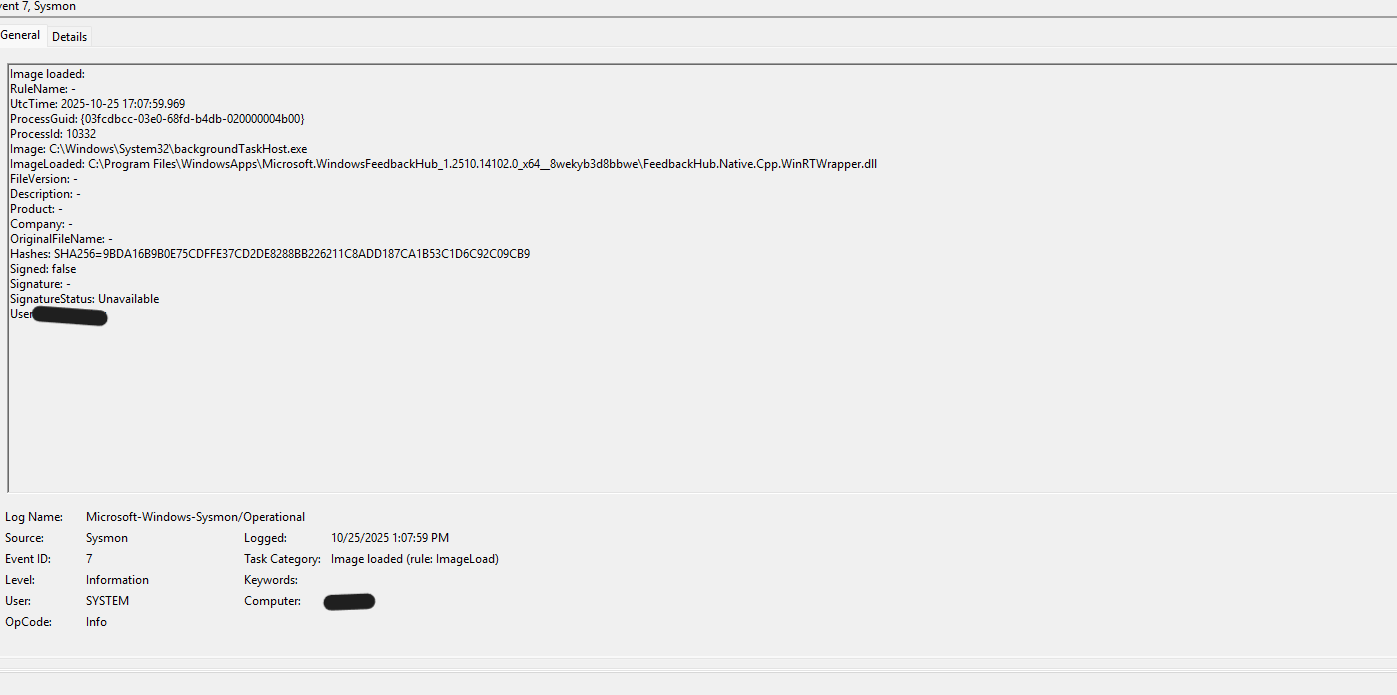 vent 7, Sysmon
General Details
Image loaded:
RuleName: -
UtcTime: 2025-10-25 17:07:59.969
ProcessGuid: {03fcdbcc-03e0-68fd-b4db-020000004b00}
ProcessId: 10332
Image: C:\Windows\System32\backgroundTaskHost.exe
ImageLoaded: C:\Program Files\WindowsApps\Microsoft.WindowsFeedbackHub_1.2510.14102.0_x64__8wekyb3d8bbwe\FeedbackHub.Native.Cpp.WinRTWrapper.dll
FileVersion: -
Description: -
Product: -
Company: -
OriginalFileName: -
Hashes: SHA256=9BDA16B9B0E75CDFFE37CD2DE8288BB226211C8ADD187CA1B53C1D6C92C09CB9
Signed: false
Signature: -
SignatureStatus: Unavailable
User
Log Name: Microsoft-Windows-Sysmon/Operational
Source: Sysmon Logged: 10/25/2025 1:07:59 PM
Event ID: 7 Task Category: Image loaded (rule: ImageLoad)
Level: Information Keywords:
User: SYSTEM Computer:
OpCode: Info